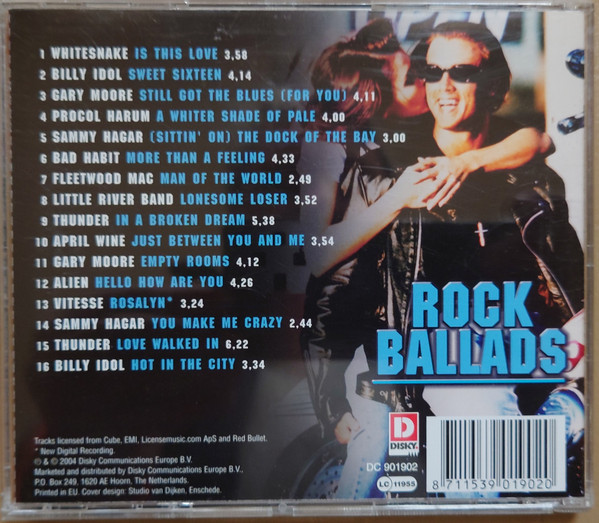 OPEN
1 WHITESNAKE IS THIS LOVE 3,58
2 BILLY IDOL SWEET SIXTEEN 4,14
3 GARY MOORE STILL GOT THE BLUES (FOR YOU) 4,11
4 PROCOL HARUM A WHITER SHADE OF PALE 4,00
5 SAMMY HAGAR (SITTIN' ON) THE DOCK OF THE BAY 3,00
6 BAD HABIT MORE THAN A FEELING 4,33
7 FLEETWOOD MAC MAN OF THE WORLD 2,49
8 LITTLE RIVER BAND LONESOME LOSER 3,52
9 THUNDER IN A BROKEN DREAM 5,38
10 APRIL WINE JUST BETWEEN YOU AND ME 3,54
11 GARY MOORE EMPTY ROOMS 4,12
12 ALIEN HELLO HOW ARE YOU 4,26
13 VITESSE ROSALYN* 3,24
14 SAMMY HAGAR YOU MAKE ME CRAZY 2,44
15 THUNDER LOVE WALKED IN 6,22
16 BILLY IDOL HOT IN THE CITY 3,34
ROCK
BALLADS
Tracks licensed from Cube, EMI, Licensemusic.com ApS and Red Bullet.
* New Digital Recording.
℗ & © 2004 Disky Communications Europe B.V.
Marketed and distributed by Disky Communications Europe B.V.,
P.O. Box 249, 1620 AE Hoorn, The Netherlands.
Printed in EU. Cover design: Studio van Dijken, Enschede.
D
DISKY
DC 901902
LC 11955
8 711539 019020